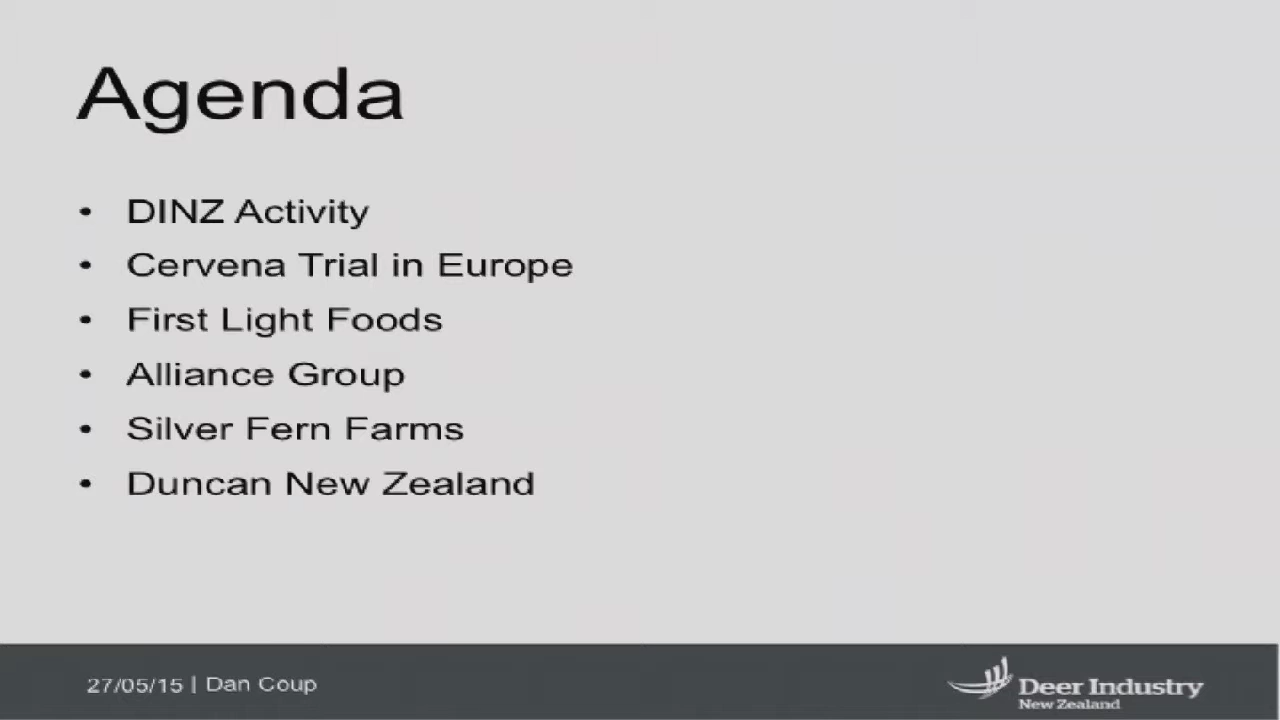 Agenda
• DINZ Activity
• Cervena Trial in Europe
• First Light Foods
• Alliance Group
• Silver Fern Farms
• Duncan New Zealand
27/05/15 | Dan Coup
Deer Industry
New Zealand